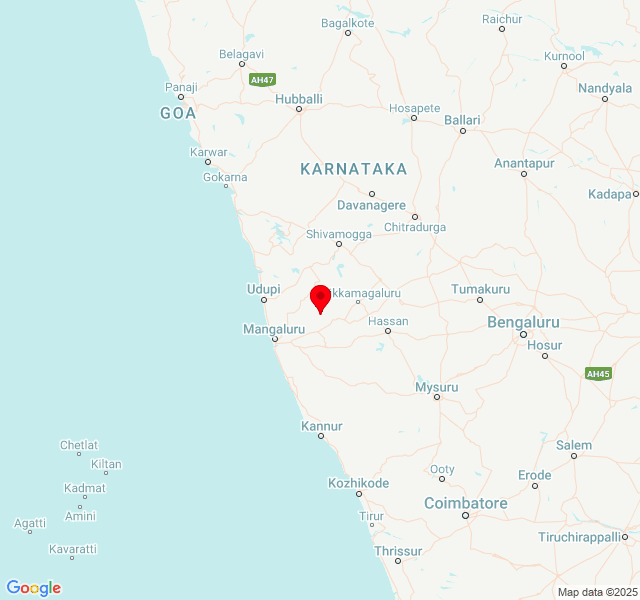 Raichur
Bagalkote
Belagavi
Kurnool
AH47
Panaji
Nandyala
Hubballi
GOA
Hosapete
Ballari
Karwar
Anantapur
KARNATAKA
Gokarna
Kadapa
Davanagere
Chitradurga
Shivamogga
Udupi
ikkamagaluru
Tumakuru
Mangaluru
Hassan
Bengaluru
Hosur
AH45
Mysuru
Kannur
Chetlat
Salem
Kiltan
Ooty
Erode
Kadmat
Kozhikode
Coimbatore
Amini
Tirur
Agatti
Tiruchirappalli
Kavaratti
Thrissur
Google
Map data ©2025